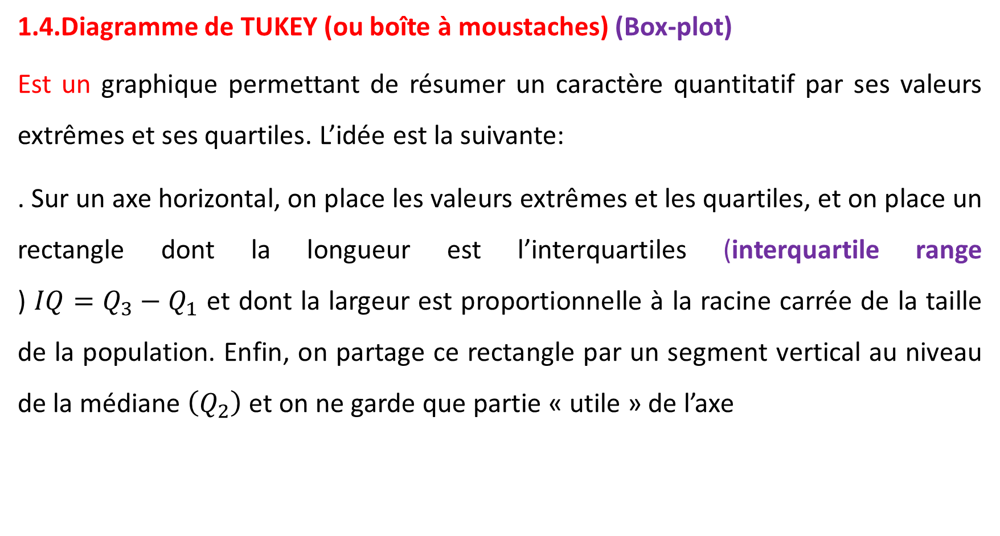 1.4.Diagramme de TUKEY (ou boîte à moustaches) (Box-plot)
Est un graphique permettant de résumer un caractère quantitatif par ses valeurs
extrêmes et ses quartiles. L’idée est la suivante:
. Sur un axe horizontal, on place les valeurs extrêmes et les quartiles, et on place un
rectangle dont la longueur est l’interquartiles (interquartile range
) 𝐼𝑄 = 𝑄₃ − 𝑄₁ et dont la largeur est proportionnelle à la racine carrée de la taille
de la population. Enfin, on partage ce rectangle par un segment vertical au niveau
de la médiane (𝑄₂) et on ne garde que partie « utile » de l’axe